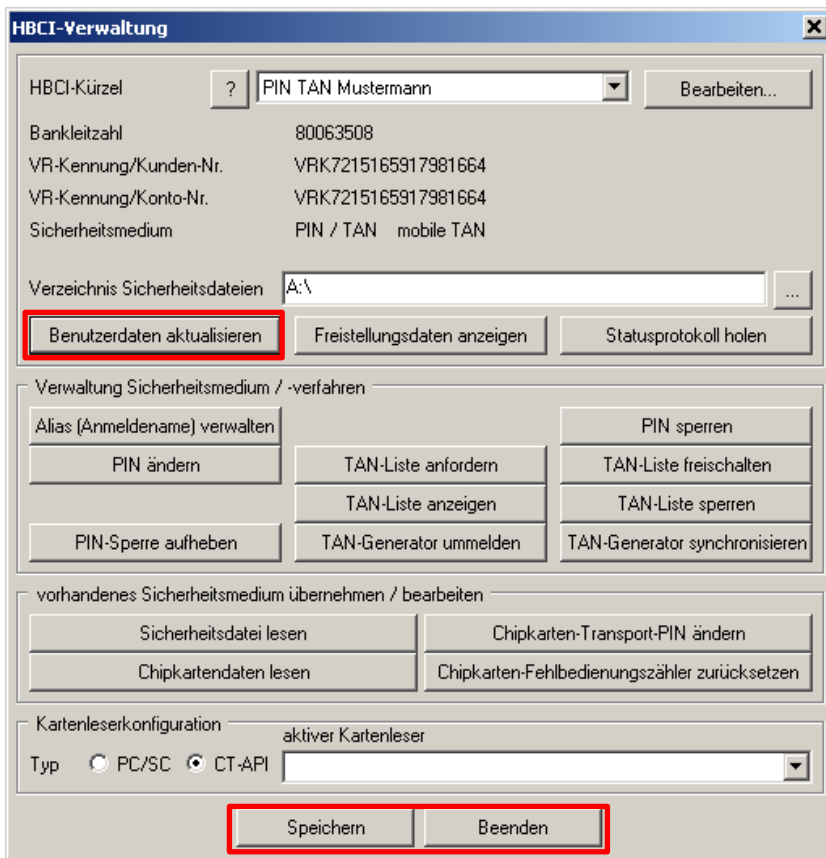 HBCI-Verwaltung
HBCI-Kürzel ? PIN TAN Mustermann Bearbeiten...
Bankleitzahl 80063508
VR-Kennung/Kunden-Nr. VRK7215165917981664
VR-Kennung/Konto-Nr. VRK7215165917981664
Sicherheitsmedium PIN / TAN mobile TAN
Verzeichnis Sicherheitsdateien A:\ ...
Benutzerdaten aktualisieren Freistellungsdaten anzeigen Statusprotokoll holen
Verwaltung Sicherheitsmedium / -verfahren
Alias (Anmeldename) verwalten PIN sperren
PIN ändern TAN-Liste anfordern TAN-Liste freischalten
TAN-Liste anzeigen TAN-Liste sperren
PIN-Sperre aufheben TAN-Generator ummelden TAN-Generator synchronisieren
vorhandenes Sicherheitsmedium übernehmen / bearbeiten
Sicherheitsdatei lesen Chipkarten-Transport-PIN ändern
Chipkartendaten lesen Chipkarten-Fehlbedienungszähler zurücksetzen
Kartenleserkonfiguration
aktiver Kartenleser
Typ PC/SC CT-API
Speichern Beenden